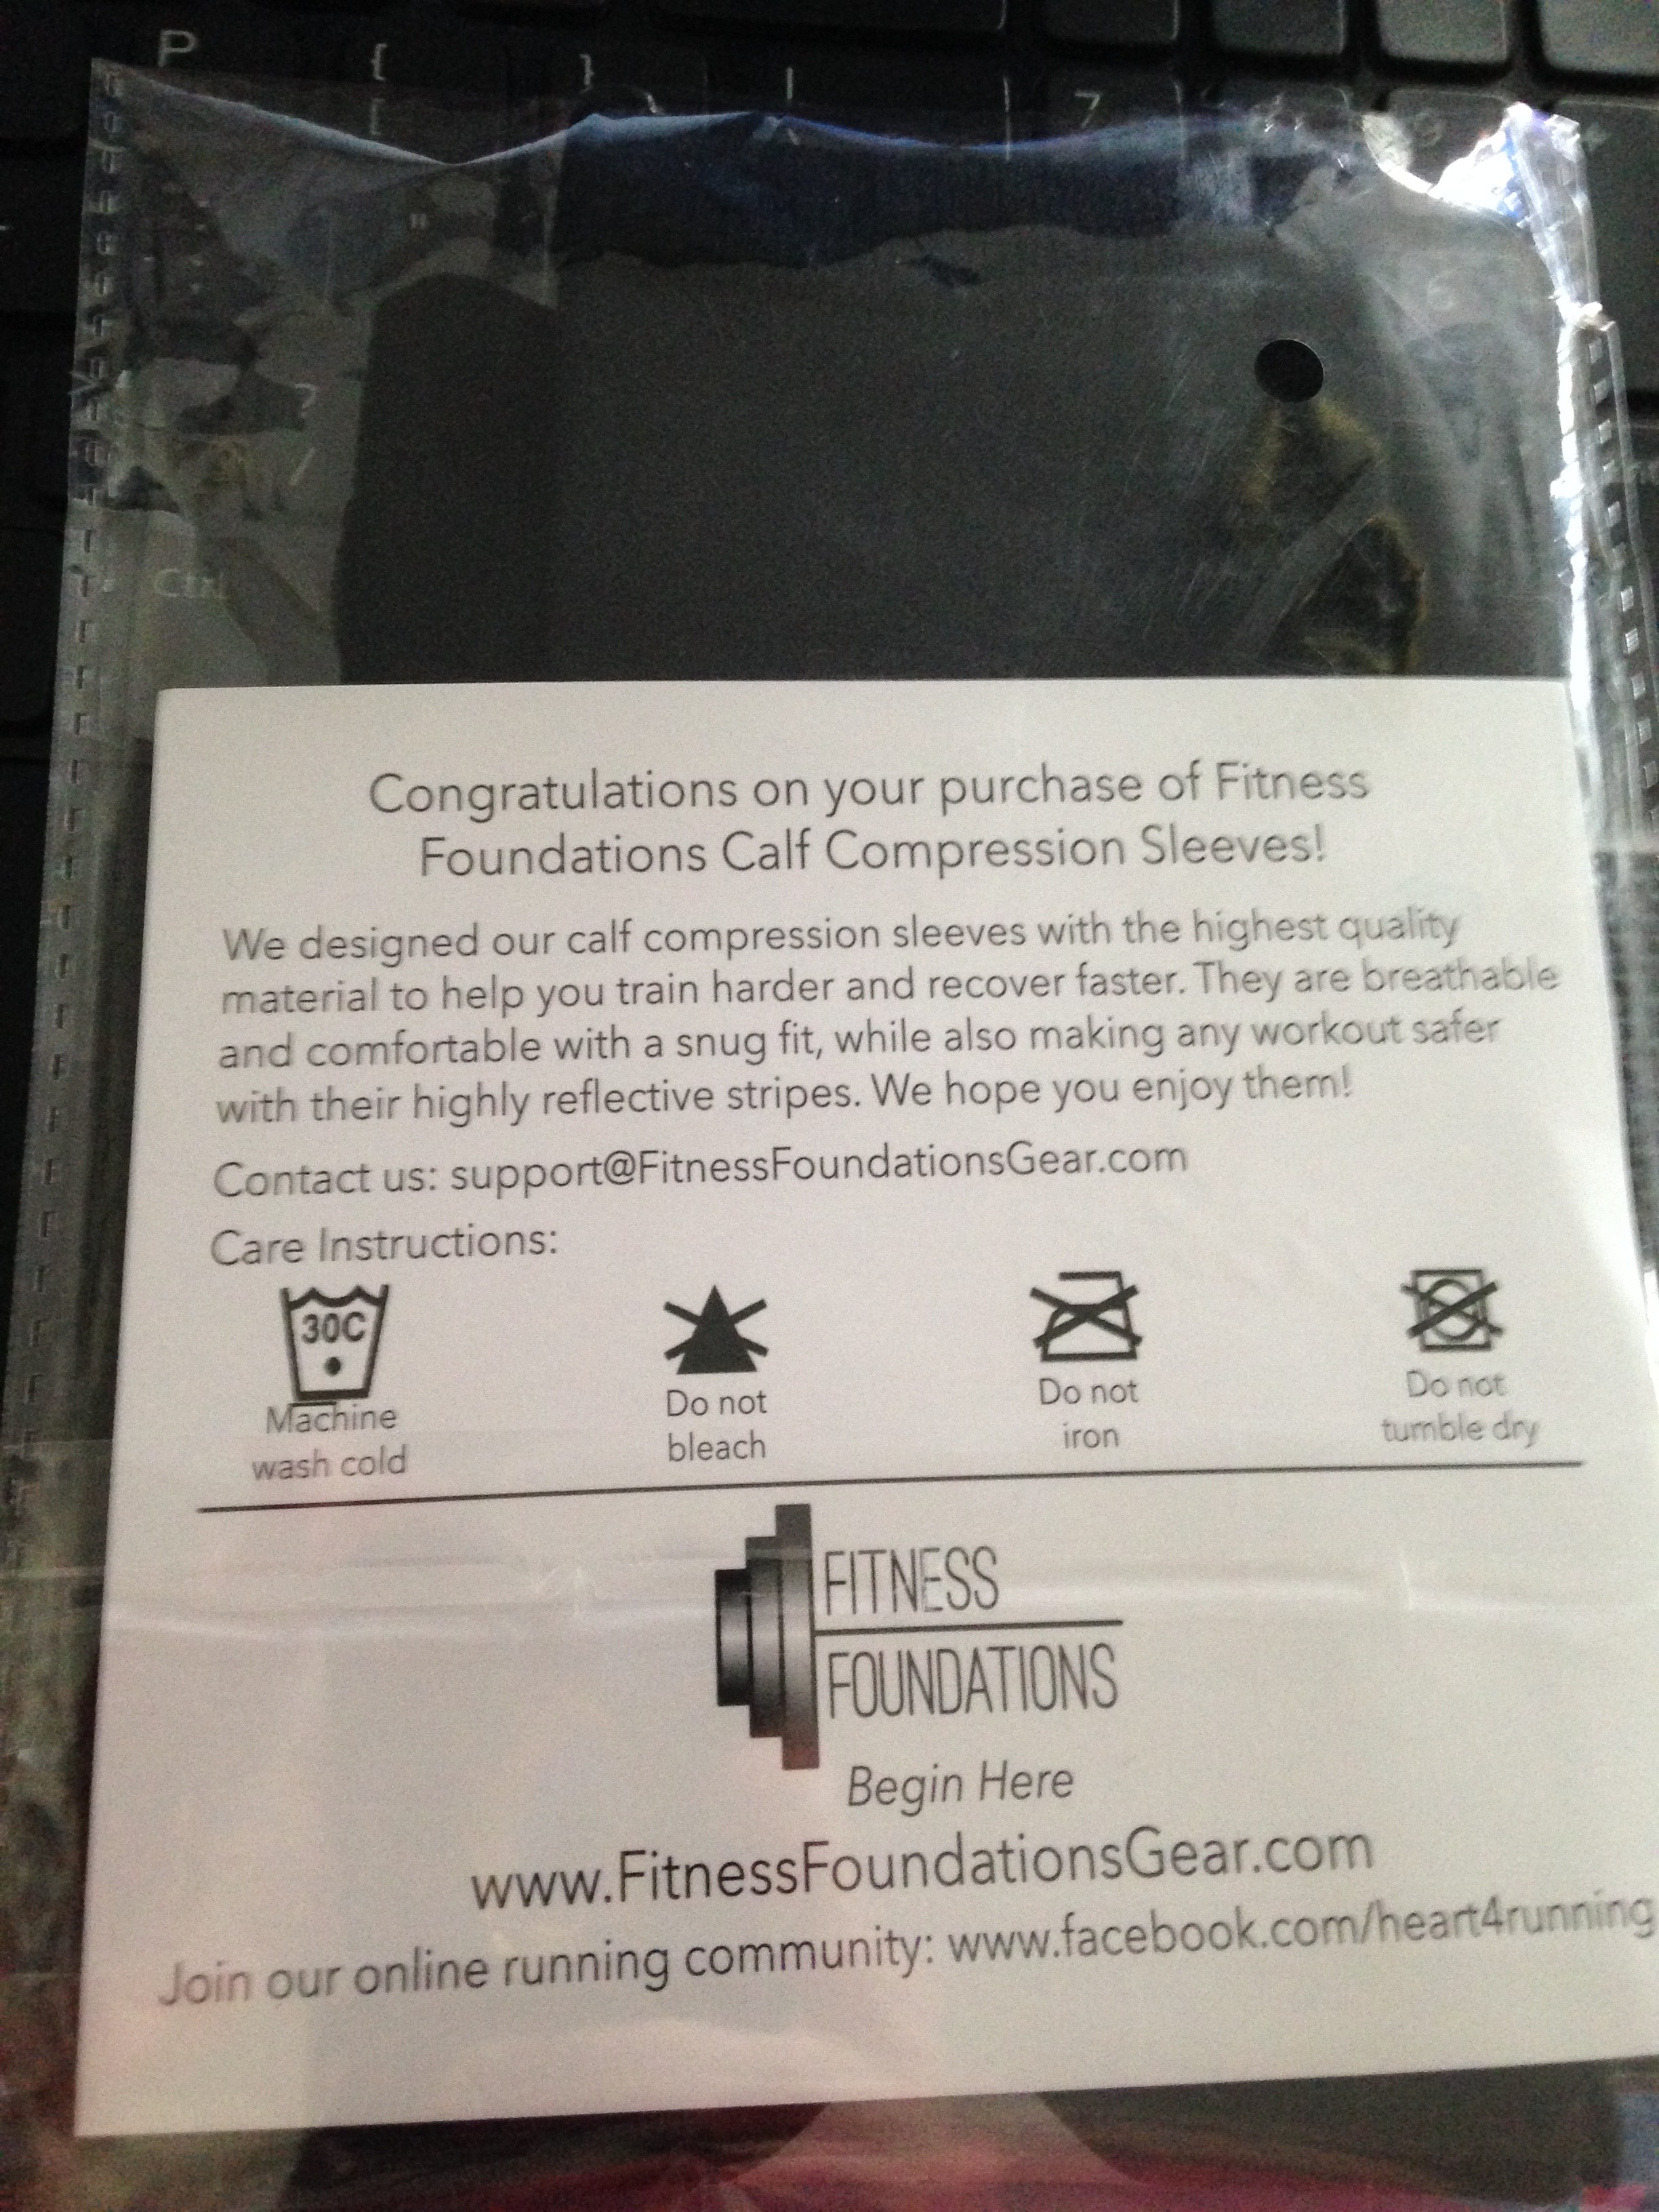 P
{
}
|
[
7
9
"
6
?
/
Ctrl
Congratulations on your purchase of Fitness
Foundations Calf Compression Sleeves!
We designed our calf compression sleeves with the highest quality
material to help you train harder and recover faster. They are breathable
and comfortable with a snug fit, while also making any workout safer
with their highly reflective stripes. We hope you enjoy them!
Contact us: support@FitnessFoundationsGear.com
Care Instructions:
30C
Machine
wash cold
Do not
bleach
Do not
iron
Do not
tumble dry
FITNESS
FOUNDATIONS
Begin Here
www.FitnessFoundationsGear.com
Join our online running community: www.facebook.com/heart4running